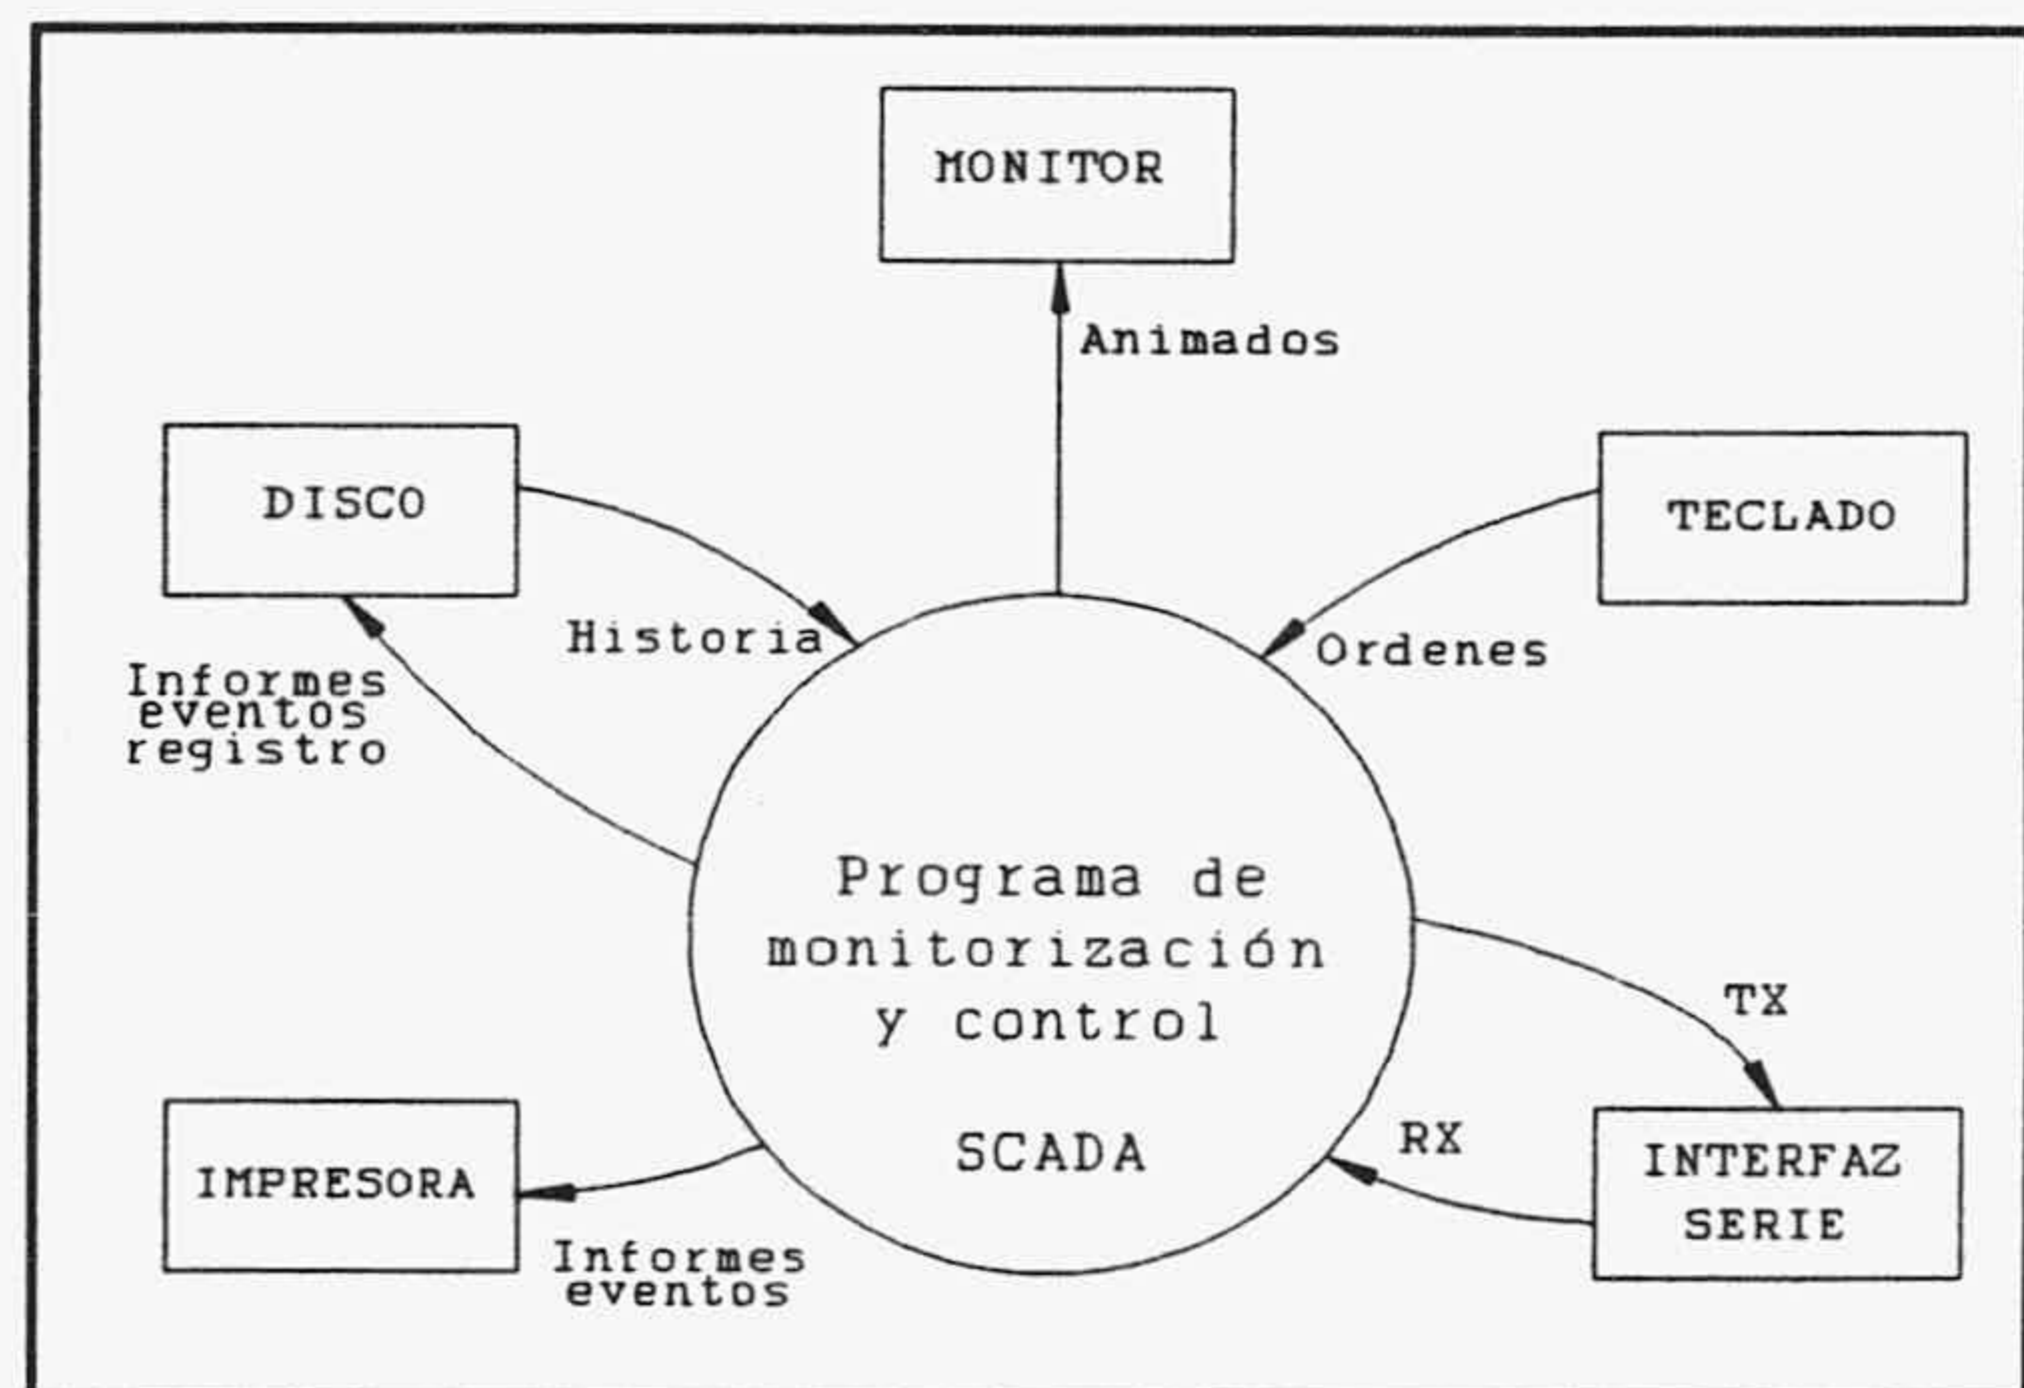 MONITOR
Animados
DISCO
TECLADO
Historia
Ordenes
Informes
eventos
registro
Programa de
monitorización
y control
SCADA
TX
RX
INTERFAZ
SERIE
IMPRESORA
Informes
eventos